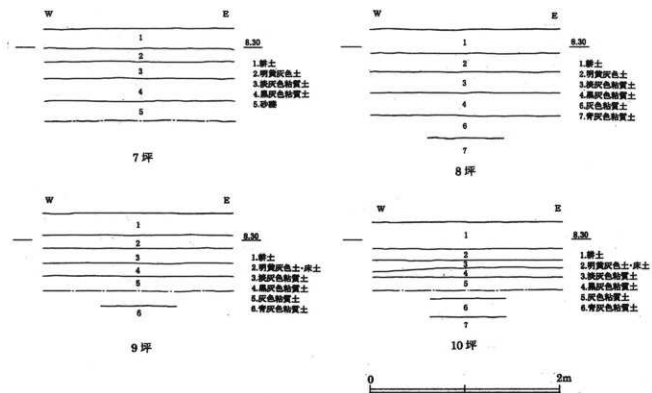 W E
8.30
1
2
3
4
5
1.耕土
2.明黄灰色土
3.淡灰色粘質土
4.黒灰色粘質土
5.砂礫
7坪
W E
8.30
1
2
3
4
6
7
1.耕土
2.明黄灰色土
3.淡灰色粘質土
4.黒灰色粘質土
6.灰色粘質土
7.青灰色粘質土
8坪
W E
8.30
1
2
3
4
5
6
1.耕土
2.明黄灰色土・床土
3.淡灰色粘質土
4.黒灰色粘質土
5.灰色粘質土
6.青灰色粘質土
9坪
W E
8.30
1
2
3
4
5
6
7
1.耕土
2.明黄灰色土・床土
3.淡灰色粘質土
4.黒灰色粘質土
5.灰色粘質土
6.青灰色粘質土
10坪
0 2m